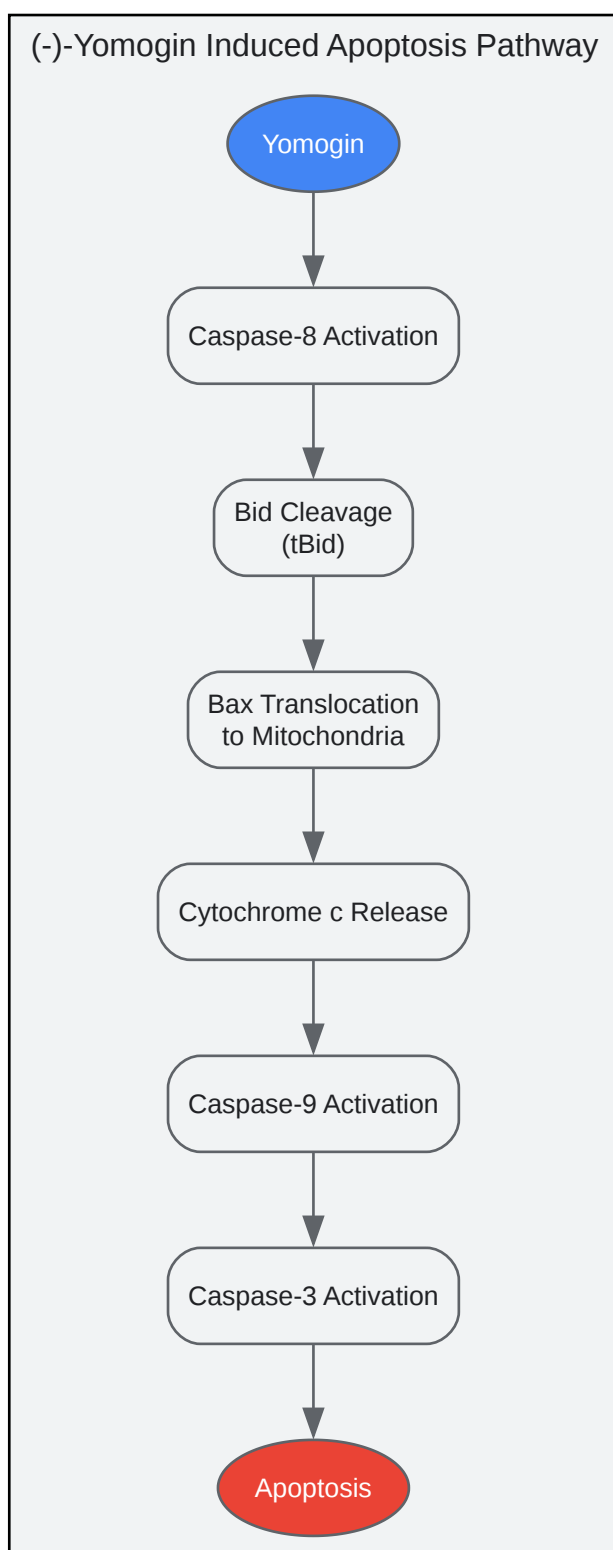 (-)-Yomogin Induced Apoptosis Pathway
Yomogin
Caspase-8 Activation
Bid Cleavage
(tBid)
Bax Translocation
to Mitochondria
Cytochrome c Release
Caspase-9 Activation
Caspase-3 Activation
Apoptosis